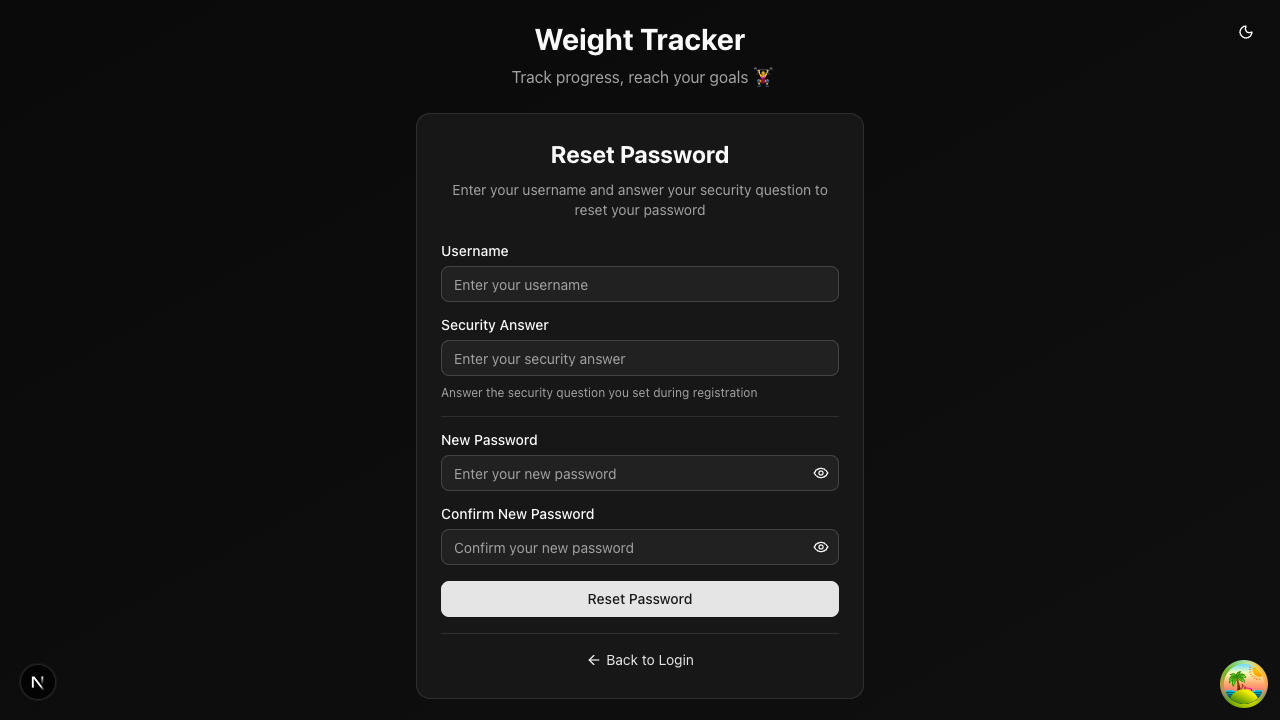 Weight Tracker
Track progress, reach your goals 🏋️
Reset Password
Enter your username and answer your security question to
reset your password
Username
Enter your username
Security Answer
Enter your security answer
Answer the security question you set during registration
New Password
Enter your new password
Confirm New Password
Confirm your new password
Reset Password
← Back to Login
N